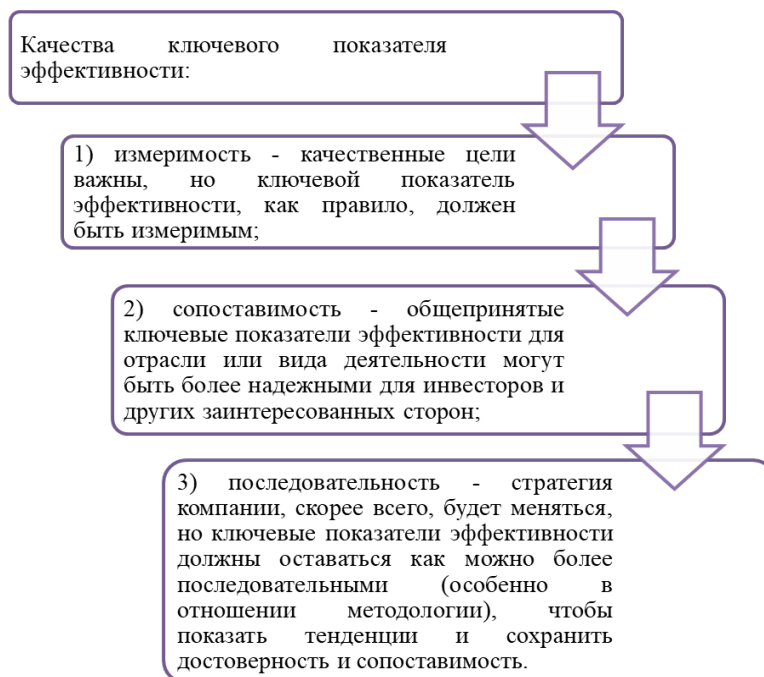 Качества ключевого показателя
эффективности:
1) измеримость - качественные цели
важны, но ключевой показатель
эффективности, как правило, должен
быть измеримым;
2) сопоставимость - общепринятые
ключевые показатели эффективности для
отрасли или вида деятельности могут
быть более надежными для инвесторов и
других заинтересованных сторон;
3) последовательность - стратегия
компании, скорее всего, будет меняться,
но ключевые показатели эффективности
должны оставаться как можно более
последовательными (особенно в
отношении методологии), чтобы
показать тенденции и сохранить
достоверность и сопоставимость.